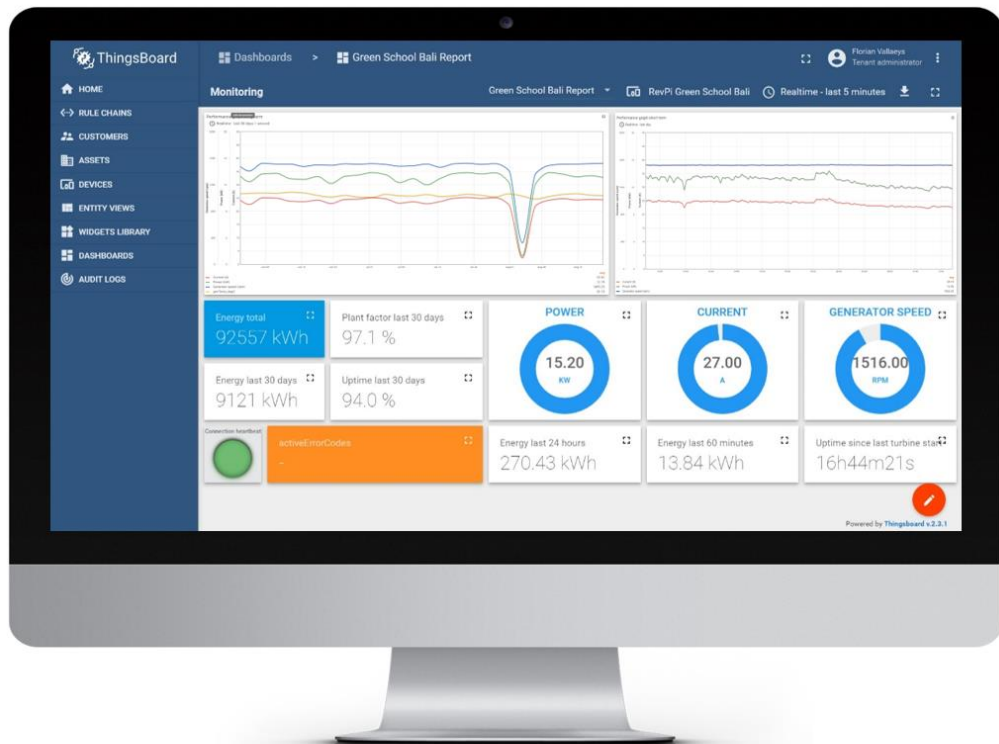 ThingsBoard
Dashboards > Green School Bali Report
Florian Vallaeys
Tenant administrator
HOME
RULE CHAINS
CUSTOMERS
ASSETS
DEVICES
ENTITY VIEWS
WIDGETS LIBRARY
DASHBOARDS
AUDIT LOGS
Monitoring
Green School Bali Report
RevPi Green School Bali
Realtime - last 5 minutes
Energy total
92557 kWh
Plant factor last 30 days
97.1 %
Energy last 30 days
9121 kWh
Uptime last 30 days
94.0 %
POWER
15.20
KW
CURRENT
27.00
A
GENERATOR SPEED
1516.00
RPM
Connection heartbeat
activeErrorCodes
-
Energy last 24 hours
270.43 kWh
Energy last 60 minutes
13.84 kWh
Uptime since last turbine start
16h44m21s
Powered by Thingsboard v.2.3.1